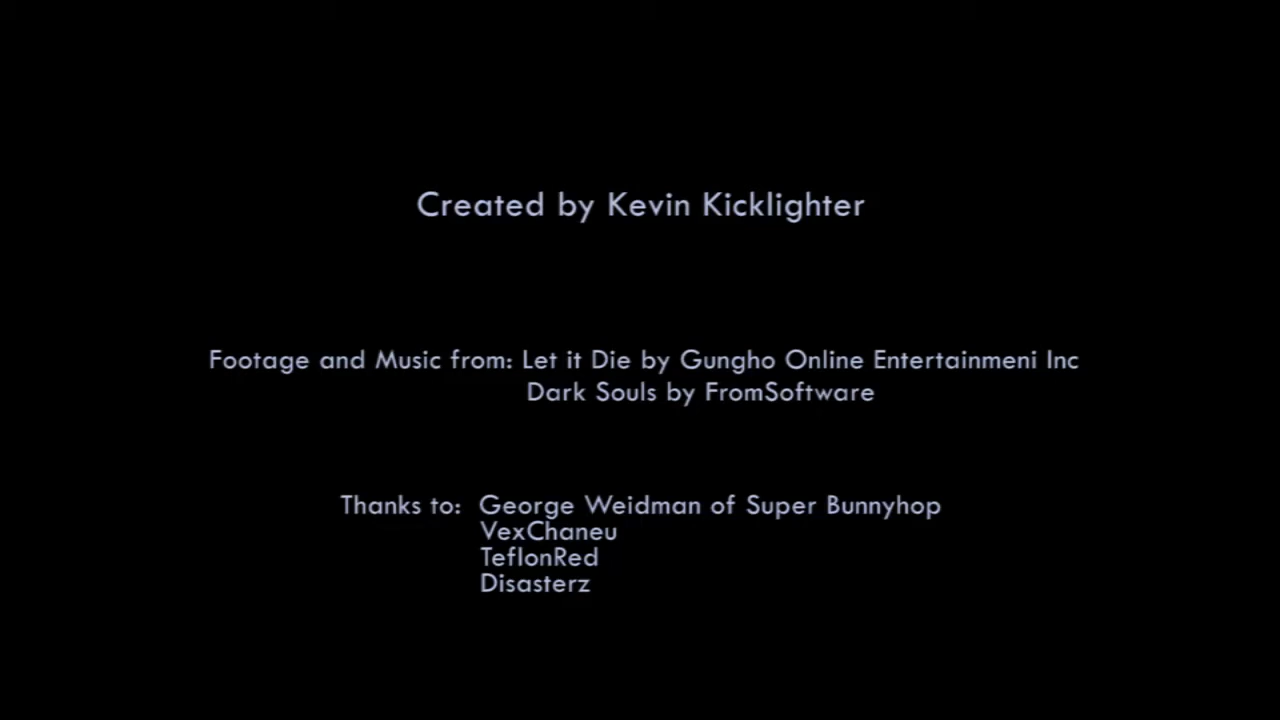 Created by Kevin Kicklighter
Footage and Music from: Let it Die by Gungho Online Entertainmeni Inc
Dark Souls by FromSoftware
Thanks to: George Weidman of Super Bunnyhop
VexChaneu
TeflonRed
Disasterz